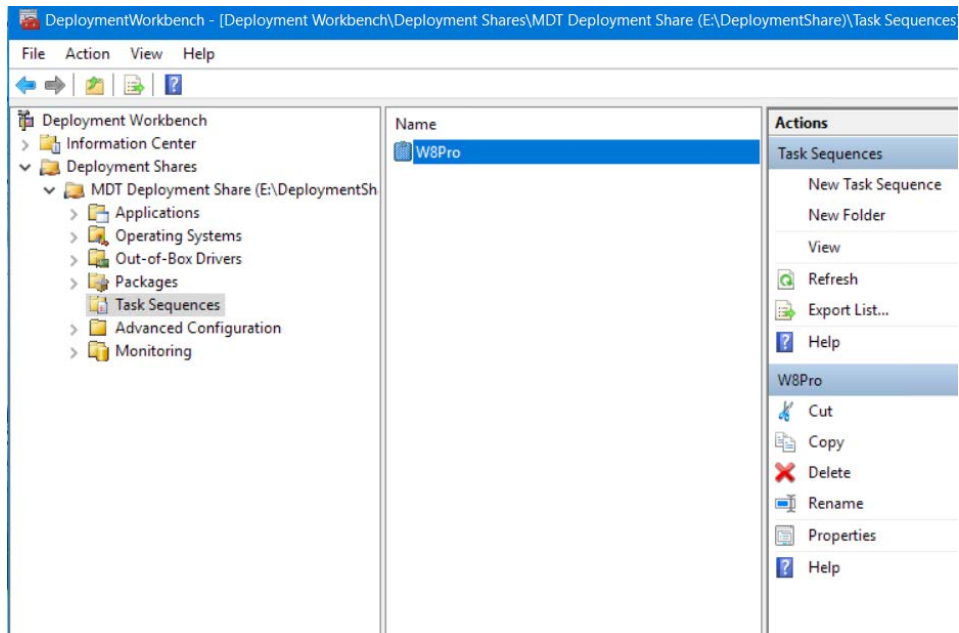 DeploymentWorkbench - [Deployment Workbench\Deployment Shares\MDT Deployment Share (E:\DeploymentShare)\Task Sequences]
File Action View Help
Deployment Workbench
Information Center
Deployment Shares
MDT Deployment Share (E:\DeploymentSh
Applications
Operating Systems
Out-of-Box Drivers
Packages
Task Sequences
Advanced Configuration
Monitoring
Name
W8Pro
Actions
Task Sequences
New Task Sequence
New Folder
View
Refresh
Export List...
Help
W8Pro
Cut
Copy
Delete
Rename
Properties
Help